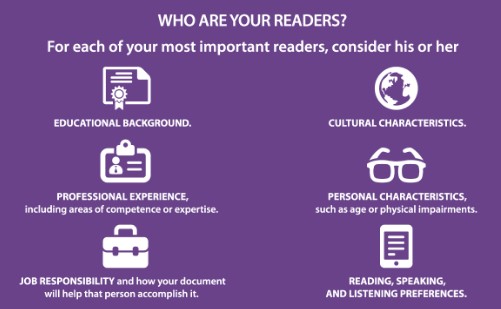 WHO ARE YOUR READERS?
For each of your most important readers, consider his or her
EDUCATIONAL BACKGROUND.
CULTURAL CHARACTERISTICS.
PROFESSIONAL EXPERIENCE,
including areas of competence or expertise.
PERSONAL CHARACTERISTICS,
such as age or physical impairments.
JOB RESPONSIBILITY and how your document
will help that person accomplish it.
READING, SPEAKING,
AND LISTENING PREFERENCES.